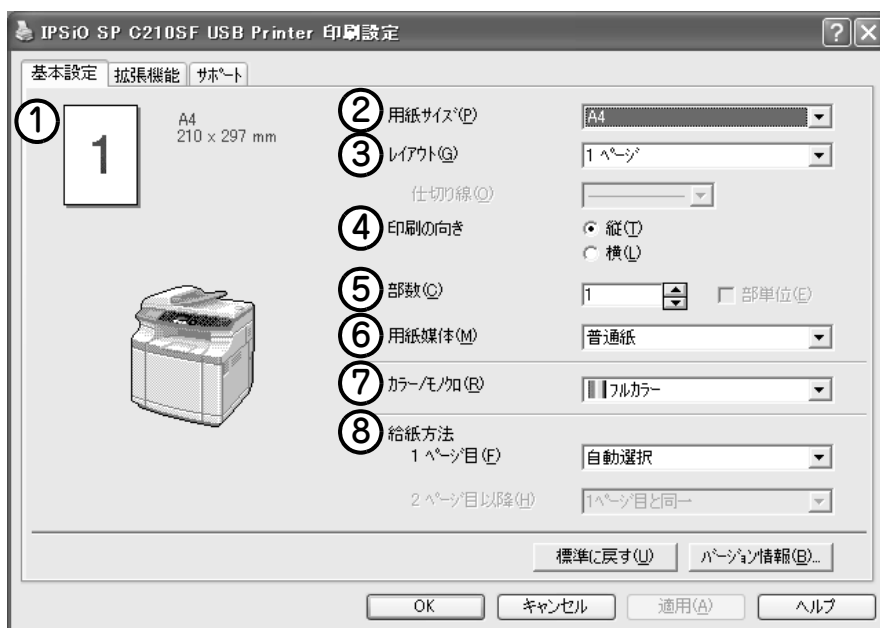 IPSiO SP C210SF USB Printer 印刷設定
基本設定 拡張機能 サポート
① 1 A4
210 x 297 mm
② 用紙サイズ(P) A4
③ レイアウト(G) 1 ページ
仕切り線(O)
④ 印刷の向き 縦(T)
横(L)
⑤ 部数(C) 1 部単位(E)
⑥ 用紙媒体(M) 普通紙
⑦ カラー/モノクロ(R) フルカラー
⑧ 給紙方法
1 ページ目(F) 自動選択
2 ページ目以降(H) 1ページ目と同一
標準に戻す(U) バージョン情報(B)...
OK キャンセル 適用(A) ヘルプ